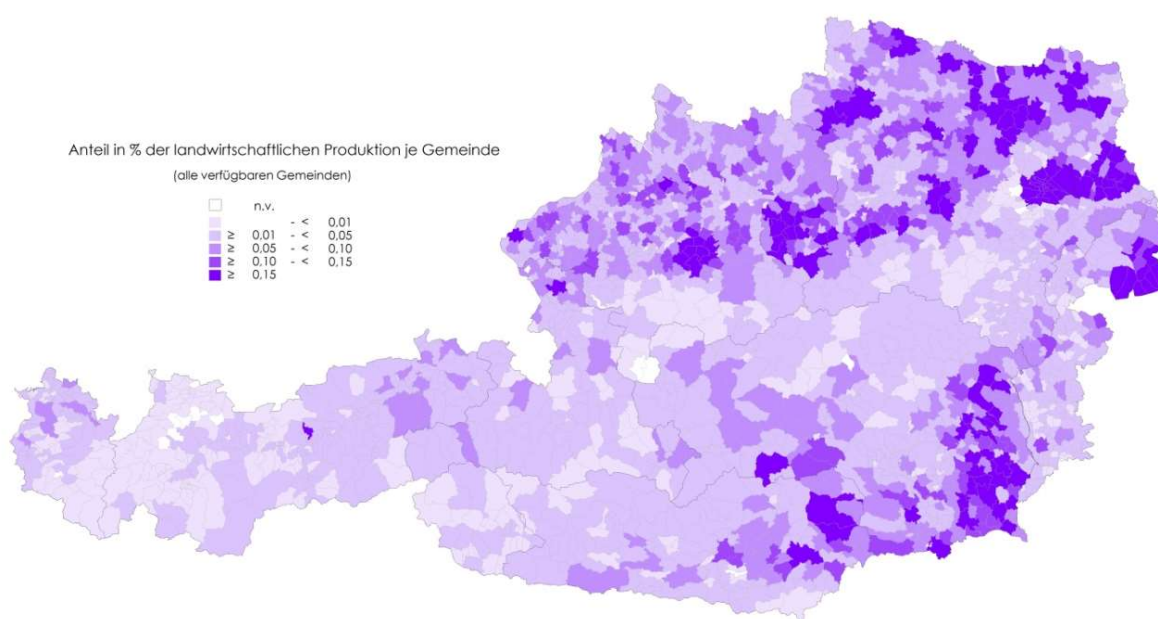 Anteil in % der landwirtschaftlichen Produktion je Gemeinde
(alle verfügbaren Gemeinden)
n.v.
- < 0,01
≥ 0,01 - < 0,05
≥ 0,05 - < 0,10
≥ 0,10 - < 0,15
≥ 0,15